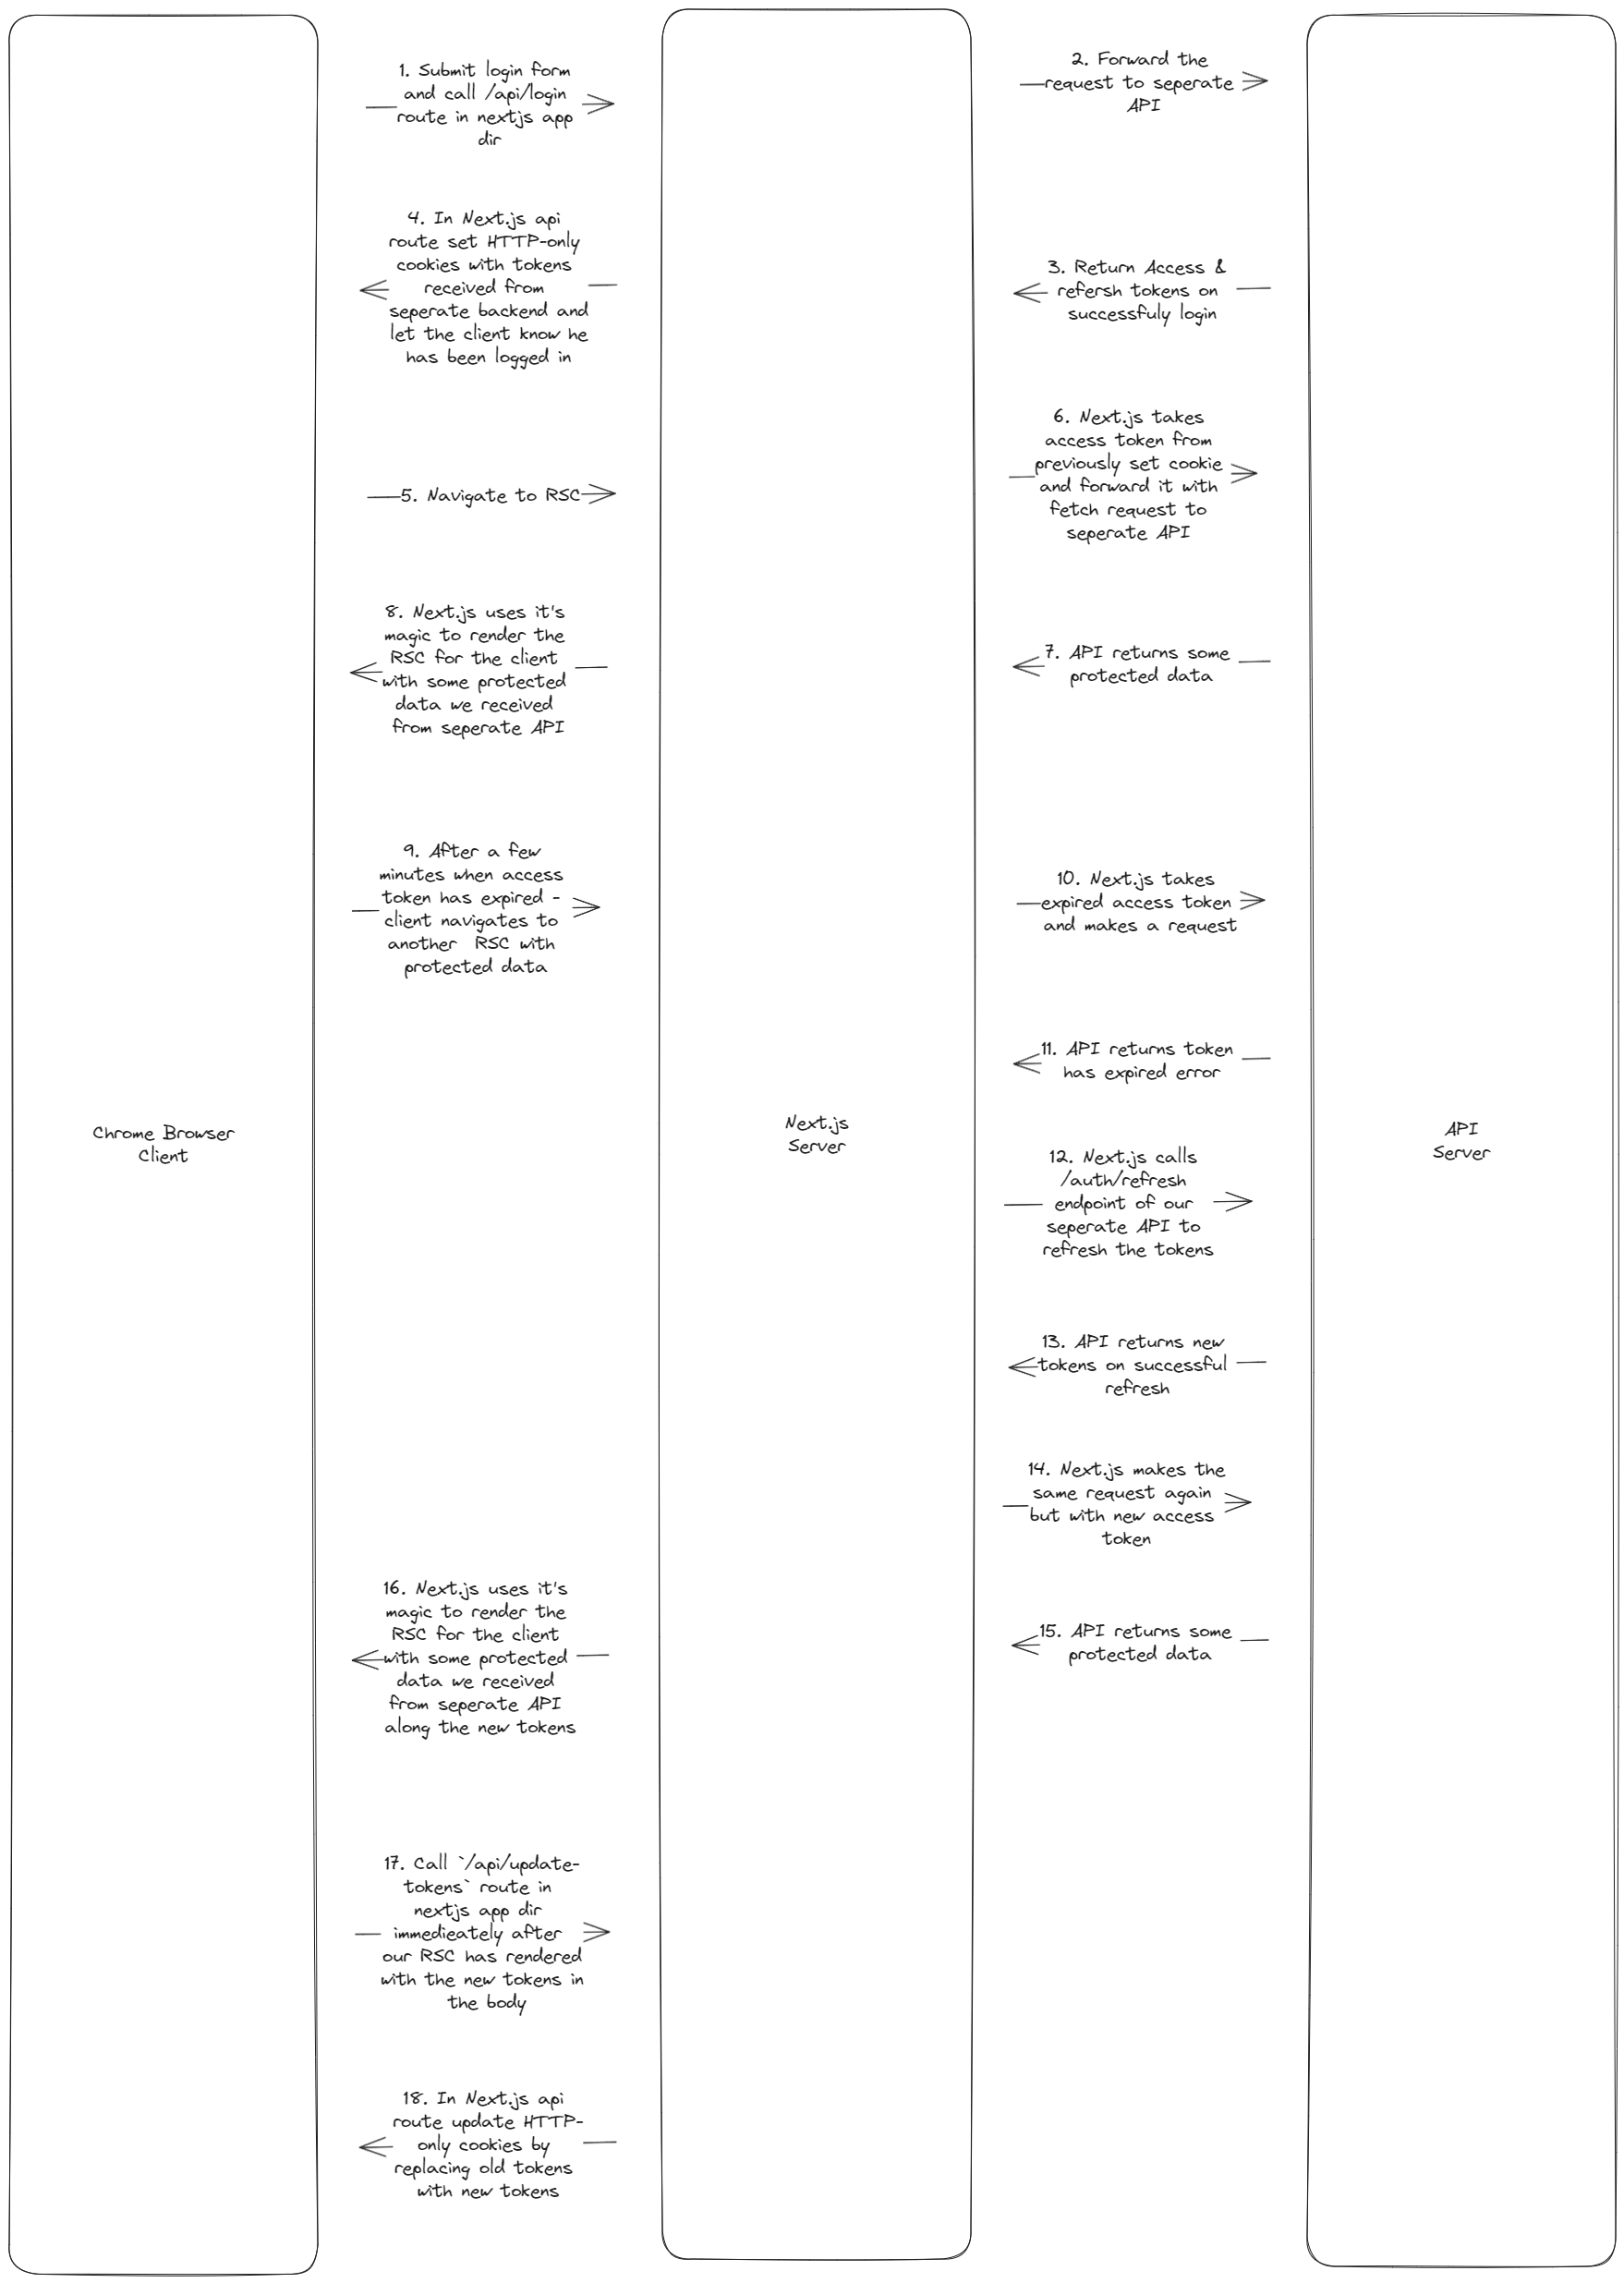 1. Submit login form
and call /api/login
route in nextjs app
dir
2. Forward the
request to seperate
API
3. Return Access &
refersh tokens on
successfuly login
4. In Next.js api
route set HTTP-only
cookies with tokens
received from
seperate backend and
let the client know he
has been logged in
5. Navigate to RSC
6. Next.js takes
access token from
previously set cookie
and forward it with
fetch request to
seperate API
7. API returns some
protected data
8. Next.js uses it's
magic to render the
RSC for the client
with some protected
data we received
from seperate API
9. After a few
minutes when access
token has expired -
client navigates to
another RSC with
protected data
10. Next.js takes
expired access token
and makes a request
11. API returns token
has expired error
Chrome Browser
Client
Next.js
Server
API
Server
12. Next.js calls
/auth/refresh
endpoint of our
seperate API to
refresh the tokens
13. API returns new
tokens on successful
refresh
14. Next.js makes the
same request again
but with new access
token
15. API returns some
protected data
16. Next.js uses it's
magic to render the
RSC for the client
with some protected
data we received
from seperate API
along the new tokens
17. Call `/api/update-
tokens` route in
nextjs app dir
immedieately after
our RSC has rendered
with the new tokens in
the body
18. In Next.js api
route update HTTP-
only cookies by
replacing old tokens
with new tokens